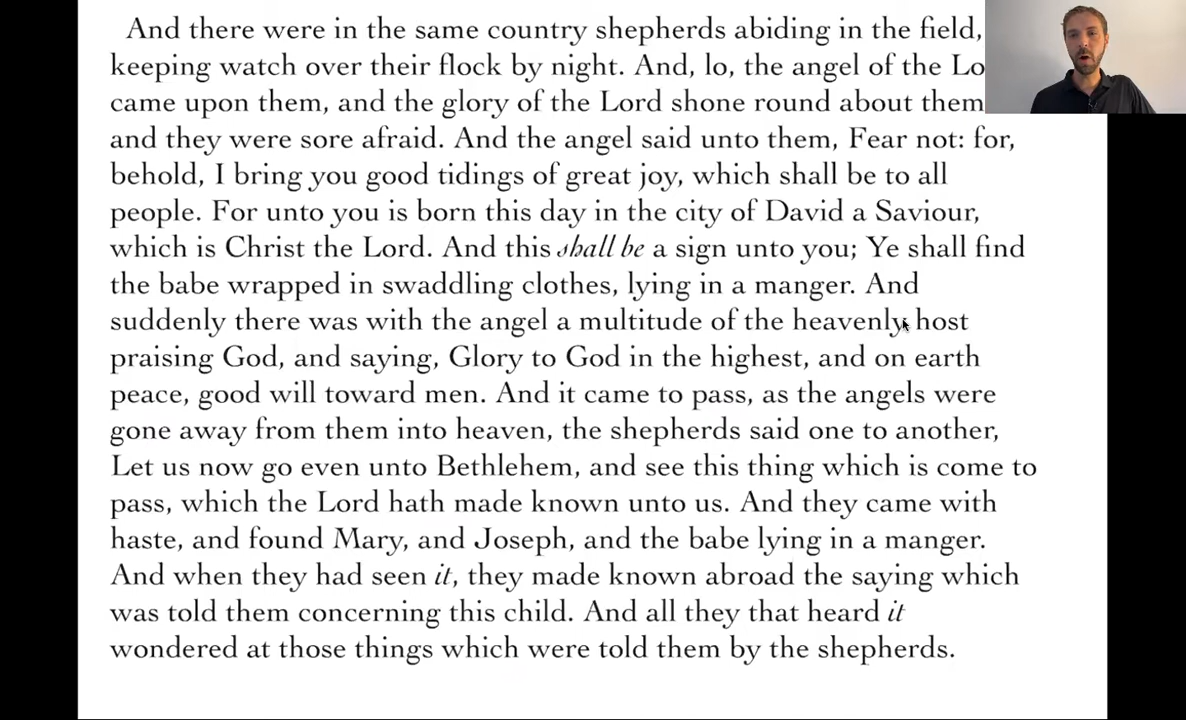 And there were in the same country shepherds abiding in the field,
keeping watch over their flock by night. And, lo, the angel of the
came upon them, and the glory of the Lord shone round about them
and they were sore afraid. And the angel said unto them, Fear not: for,
behold, I bring you good tidings of great joy, which shall be to all
people. For unto you is born this day in the city of David a Saviour,
which is Christ the Lord. And this shall be a sign unto you; Ye shall find
the babe wrapped in swaddling clothes, lying in a manger. And
suddenly there was with the angel a multitude of the heavenly host
praising God, and saying, Glory to God in the highest, and on earth
peace, good will toward men. And it came to pass, as the angels were
gone away from them into heaven, the shepherds said one to another,
Let us now go even unto Bethlehem, and see this thing which is come to
pass, which the Lord hath made known unto us. And they came with
haste, and found Mary, and Joseph, and the babe lying in a manger.
And when they had seen it, they made known abroad the saying which
was told them concerning this child. And all they that heard it
wondered at those things which were told them by the shepherds.